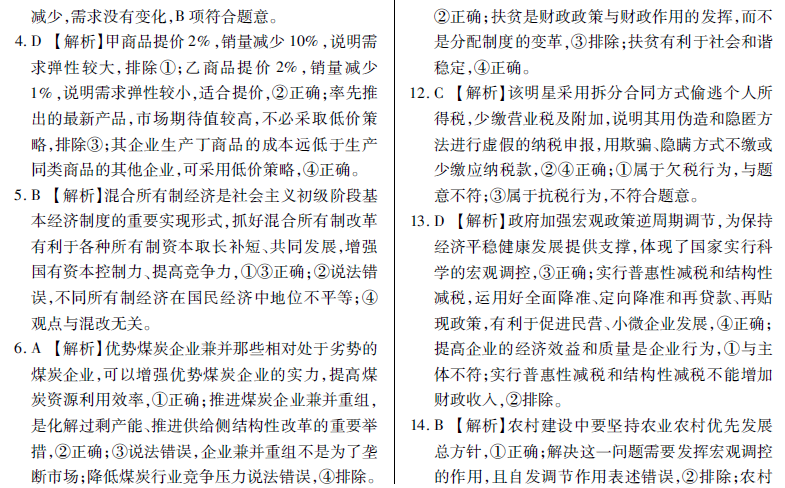 减少,需求没有变化,B 项符合题意。
4. D 【解析】甲商品提价 2%,销量减少 10%,说明需
求弹性较大,排除①;乙商品提价 2%,销量减少
1%,说明需求弹性较小,适合提价,②正确;率先推
出的最新产品,市场期待值较高,不必采取低价策
略,排除③;其企业生产丁商品的成本远低于生产
同类商品的其他企业,可采用低价策略,④正确。
5. B 【解析】混合所有制经济是社会主义初级阶段基
本经济制度的重要实现形式,抓好混合所有制改革
有利于各种所有制资本取长补短、共同发展,增强
国有资本控制力、提高竞争力,①③正确;②说法错
误,不同所有制经济在国民经济中地位不平等;④
观点与混改无关。
6. A 【解析】优势煤炭企业兼并那些相对处于劣势的
煤炭企业,可以增强优势煤炭企业的实力,提高煤
炭资源利用效率,①正确;推进煤炭企业兼并重组,
是化解过剩产能、推进供给侧结构性改革的重要举
措,②正确;③说法错误,企业兼并重组不是为了垄
断市场;降低煤炭行业竞争压力说法错误,④排除。
②正确;扶贫是财政政策与财政作用的发挥,而不
是分配制度的变革,③排除;扶贫有利于社会和谐
稳定,④正确。
12. C 【解析】该明星采用拆分合同方式偷逃个人所
得税,少缴营业税及附加,说明其用伪造和隐匿方
法进行虚假的纳税申报,用欺骗、隐瞒方式不缴或
少缴应纳税款,②④正确;①属于欠税行为,与题
意不符;③属于抗税行为,不符合题意。
13. D 【解析】政府加强宏观政策逆周期调节,为保持
经济平稳健康发展提供支撑,体现了国家实行科
学的宏观调控,③正确;实行普惠性减税和结构性
减税,运用好全面降准、定向降准和再贷款、再贴
现政策,有利于促进民营、小微企业发展,④正确;
提高企业的经济效益和质量是企业行为,①与主
体不符;实行普惠性减税和结构性减税不能增加
财政收入,②排除。
14. B 【解析】农村建设中要坚持农业农村优先发展
总方针,①正确;解决这一问题需要发挥宏观调控
的作用,且自发调节作用表述错误,②排除;农村